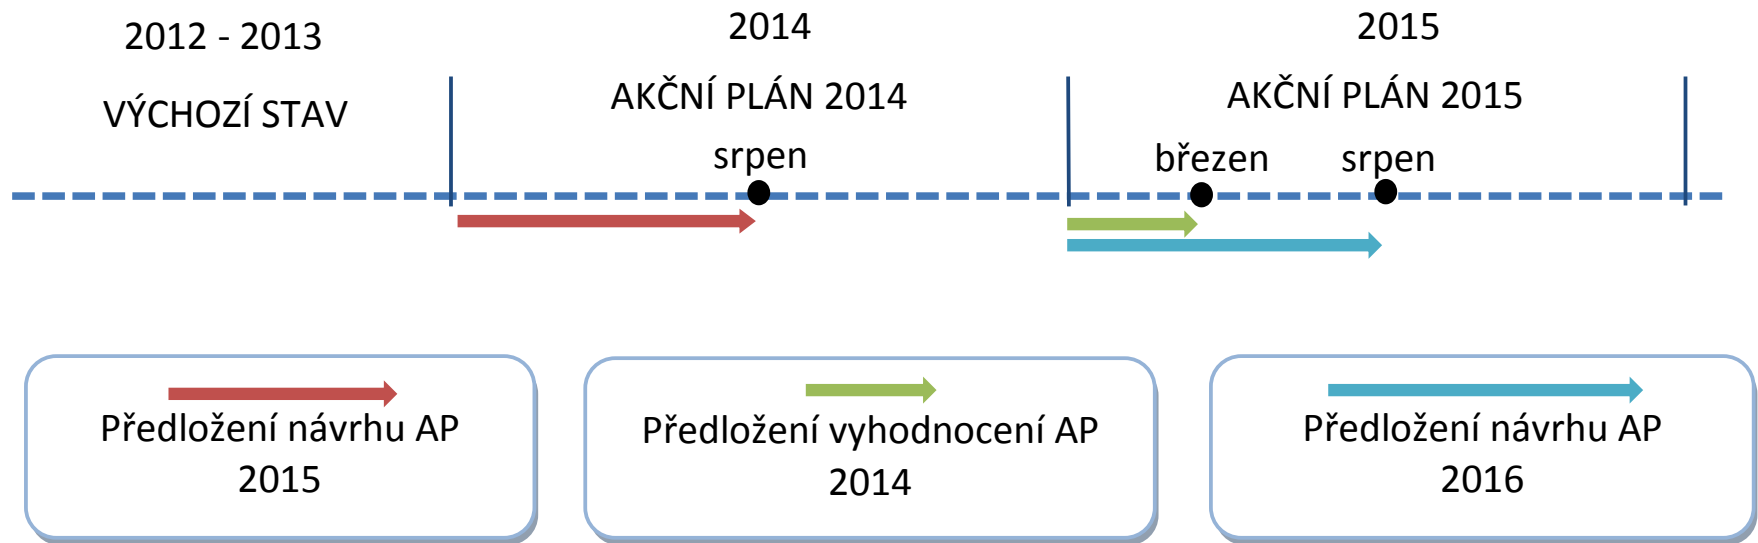 2012 - 2013
VÝCHOZÍ STAV
2014
AKČNÍ PLÁN 2014
srpen
2015
AKČNÍ PLÁN 2015
březen
srpen
Předložení návrhu AP
2015
Předložení vyhodnocení AP
2014
Předložení návrhu AP
2016